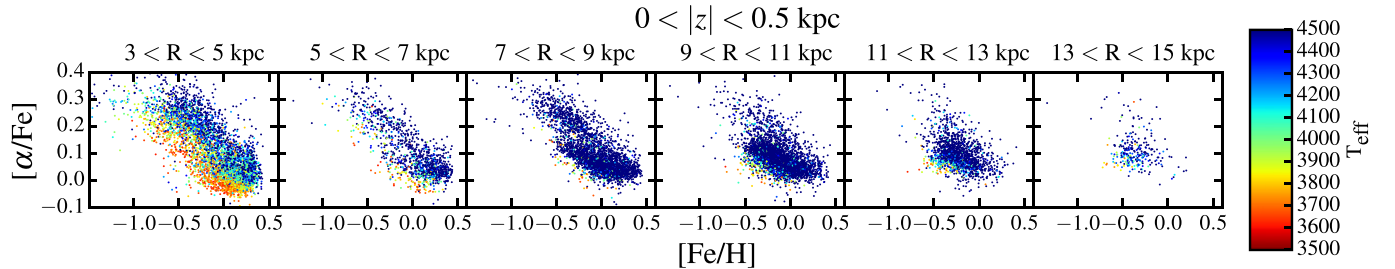 0 < |z| < 0.5 kpc
3 < R < 5 kpc 5 < R < 7 kpc 7 < R < 9 kpc 9 < R < 11 kpc 11 < R < 13 kpc 13 < R < 15 kpc
0.4
0.3
0.2
0.1
0.0
−0.1
[α/Fe]
−1.0 −0.5 0.0 0.5 −1.0 −0.5 0.0 0.5 −1.0 −0.5 0.0 0.5 −1.0 −0.5 0.0 0.5 −1.0 −0.5 0.0 0.5 −1.0 −0.5 0.0 0.5
[Fe/H]
4500
4400
4300
4200
4100
4000
3900
3800
3700
3600
3500
Teff